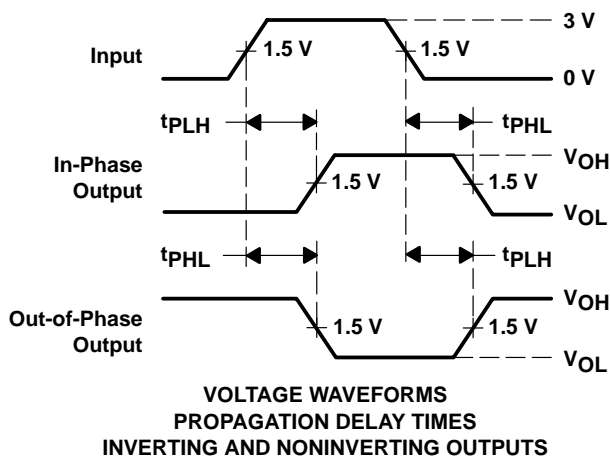 3 V
Input
1.5 V
1.5 V
0 V
tPLH
tPHL
In-Phase
Output
VOH
1.5 V
1.5 V
VOL
tPHL
tPLH
Out-of-Phase
Output
VOH
1.5 V
1.5 V
VOL
VOLTAGE WAVEFORMS
PROPAGATION DELAY TIMES
INVERTING AND NONINVERTING OUTPUTS